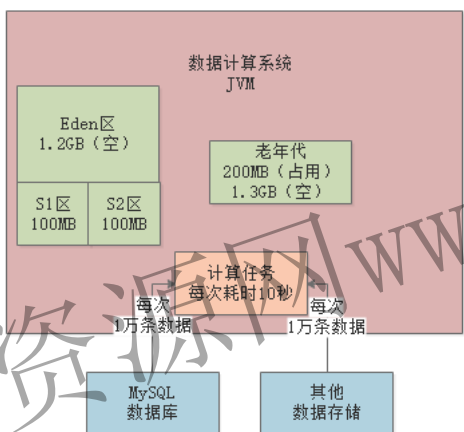 数据计算系统
JVM
Eden区
1.2GB（空）
S1区
100MB
S2区
100MB
老年代
200MB（占用）
1.3GB（空）
计算任务
每次耗时10秒
每次
1万条数据
每次
1万条数据
MySQL
数据库
其他
数据存储
资源网
WW